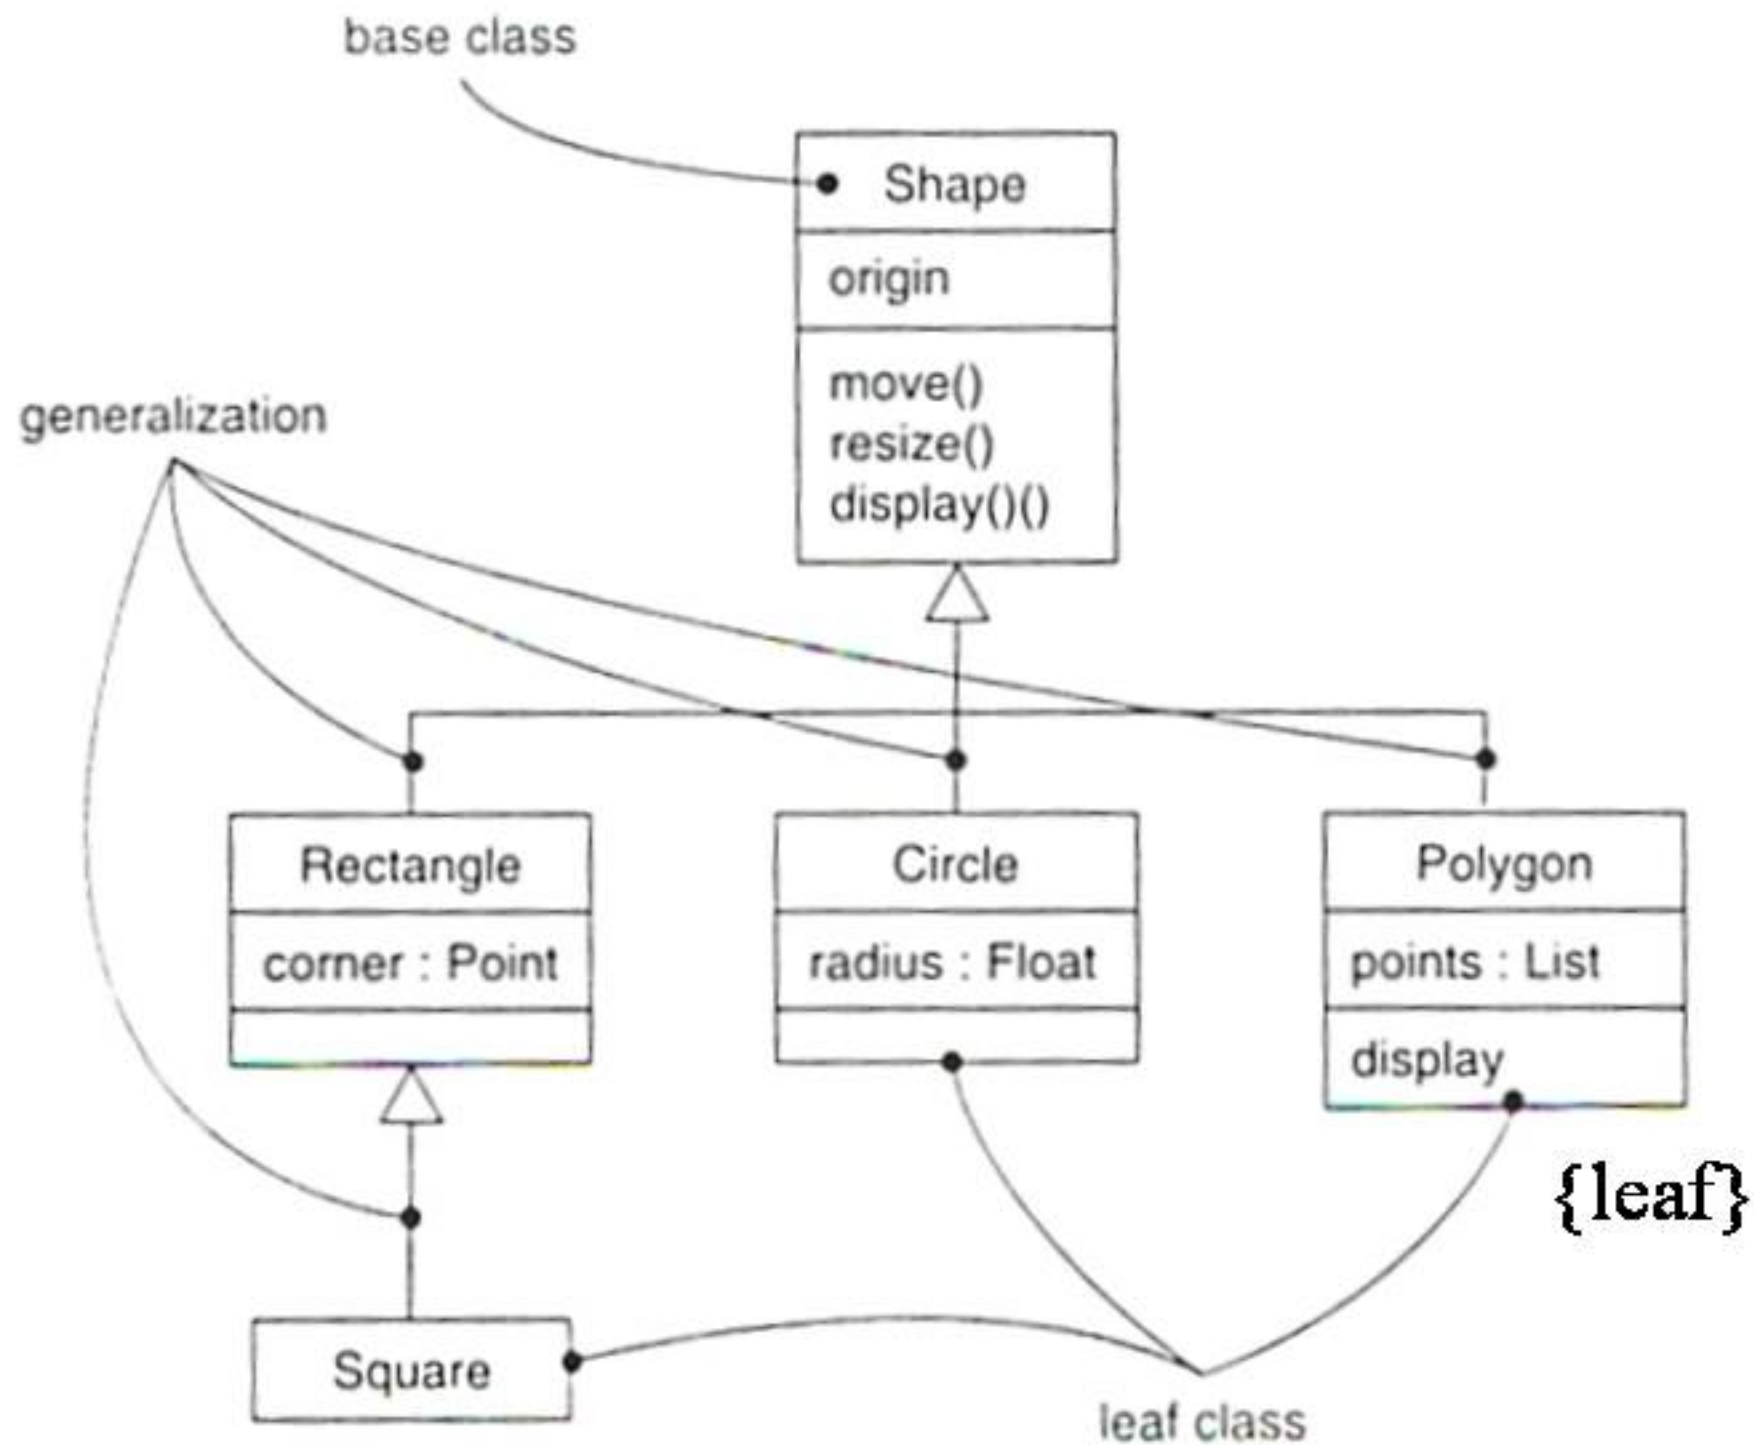 base class
Shape
origin
move()
resize()
display()()
generalization
Rectangle
corner : Point
Circle
radius : Float
Polygon
points : List
display
{leaf}
Square
leaf class